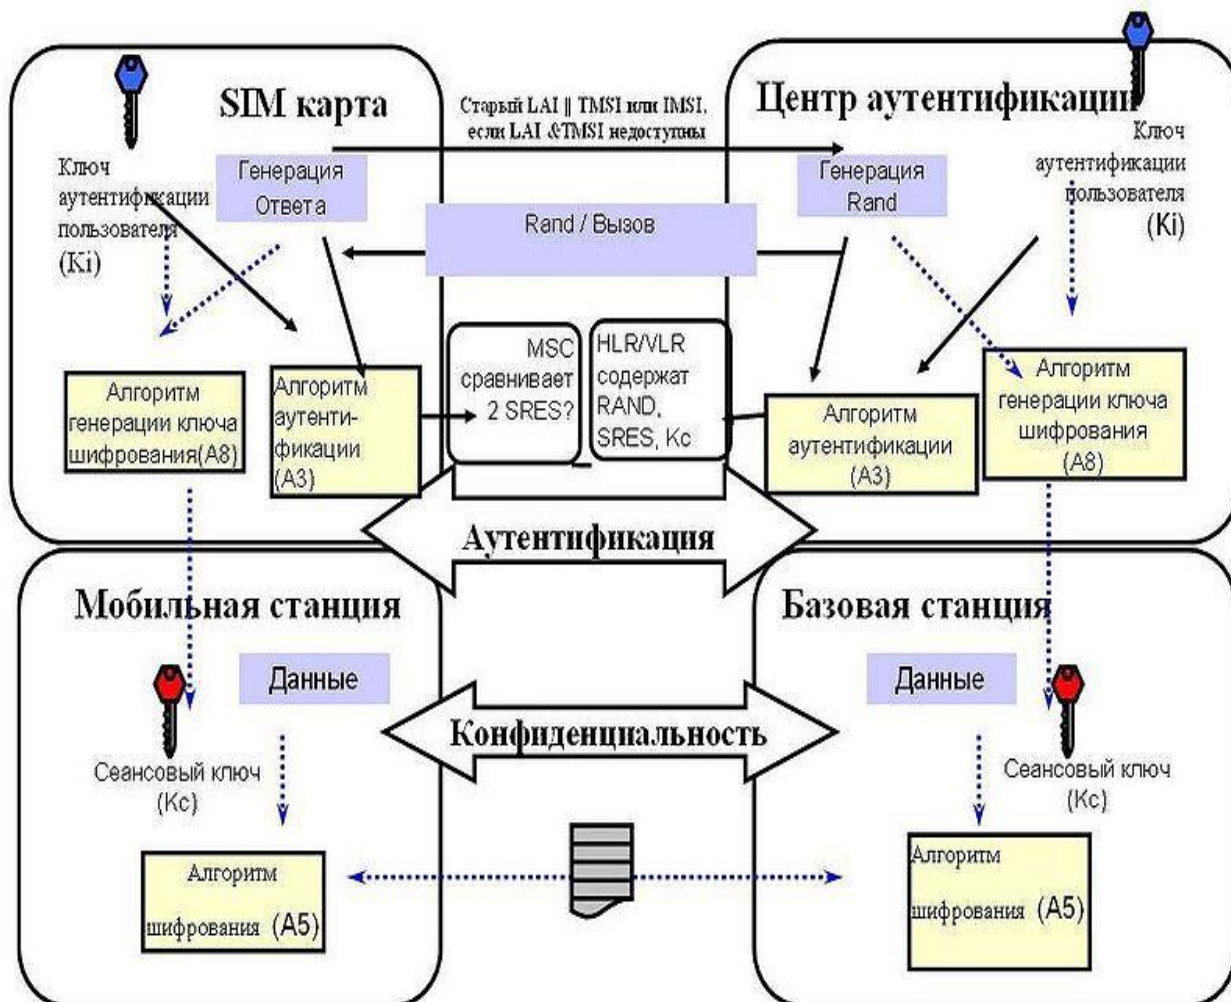 SIM карта
Старый LAI || TMSI или IMSI,
если LAI &TMSI недоступны
Центр аутентификации
Ключ
аутентификации
пользователя
(Ki)
Генерация
Ответа
Rand / Вызов
Генерация
Rand
Ключ
аутентификации
пользователя
(Ki)
Алгоритм
генерации ключа
шифрования(A8)
Алгоритм
аутенти-
фикации
(A3)
MSC
сравнивает
2 SRES?
HLR/VLR
содержат
RAND,
SRES, Kc
Алгоритм
аутентификации
(A3)
Алгоритм
генерации ключа
шифрования
(A8)
Аутентификация
Мобильная станция
Базовая станция
Данные
Данные
Конфиденциальность
Сеансовый ключ
(Kc)
Сеансовый ключ
(Kc)
Алгоритм
шифрования (A5)
Алгоритм
шифрования (A5)